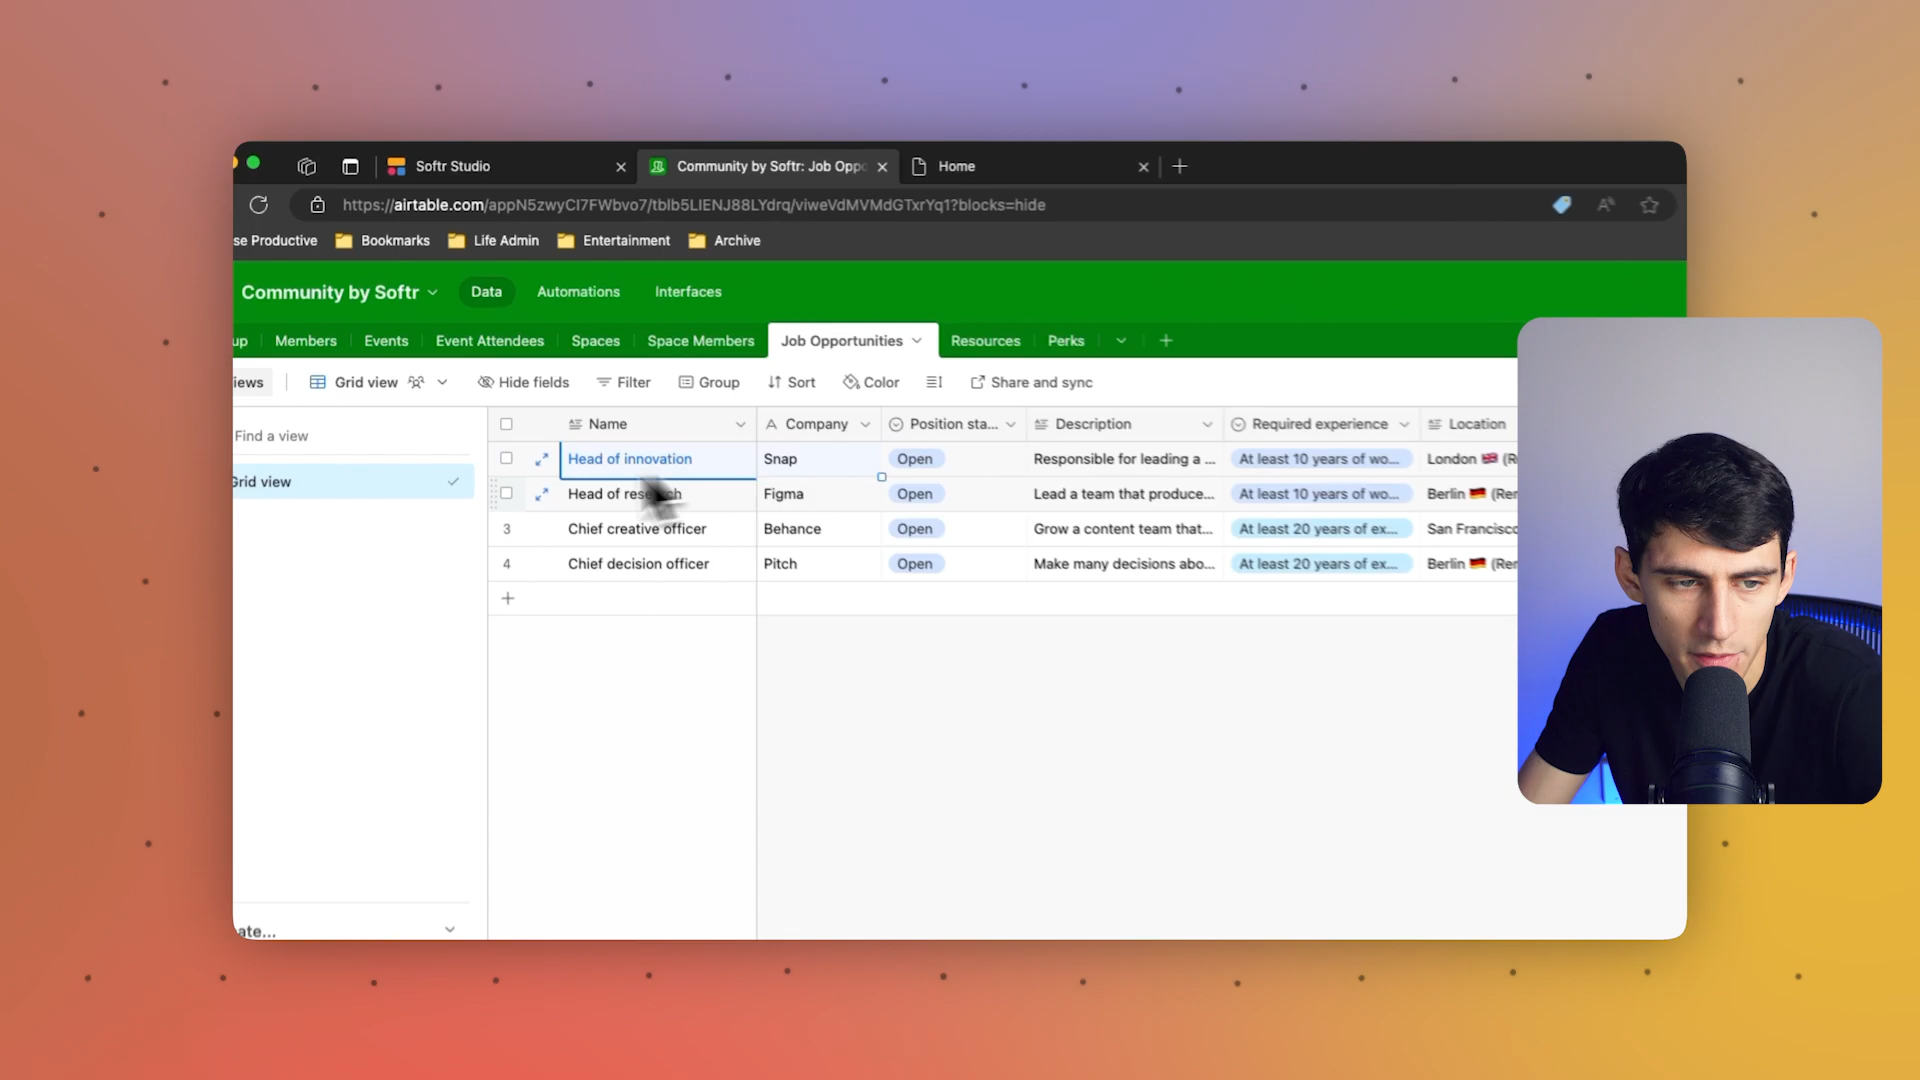 Softr Studio
Community by Softr: Job Oppo
Home
https://airtable.com/appN5zwyCI7FWbvo7/tblb5LIENJ88LYdrq/viweVdMVMdGTxrYq1?blocks=hide
se Productive Bookmarks Life Admin Entertainment Archive
Community by Softr Data Automations Interfaces
up Members Events Event Attendees Spaces Space Members Job Opportunities Resources Perks
iews Grid view Hide fields Filter Group Sort Color Share and sync
Find a view
Grid view
Name Company Position sta... Description Required experience Location
Head of innovation Snap Open Responsible for leading a ... At least 10 years of wo... London 🇬🇧 (R
Head of research Figma Open Lead a team that produce... At least 10 years of wo... Berlin 🇩🇪 (Rer
3 Chief creative officer Behance Open Grow a content team that... At least 20 years of ex... San Francisco
4 Chief decision officer Pitch Open Make many decisions abo... At least 20 years of ex... Berlin 🇩🇪 (Rer
ate...